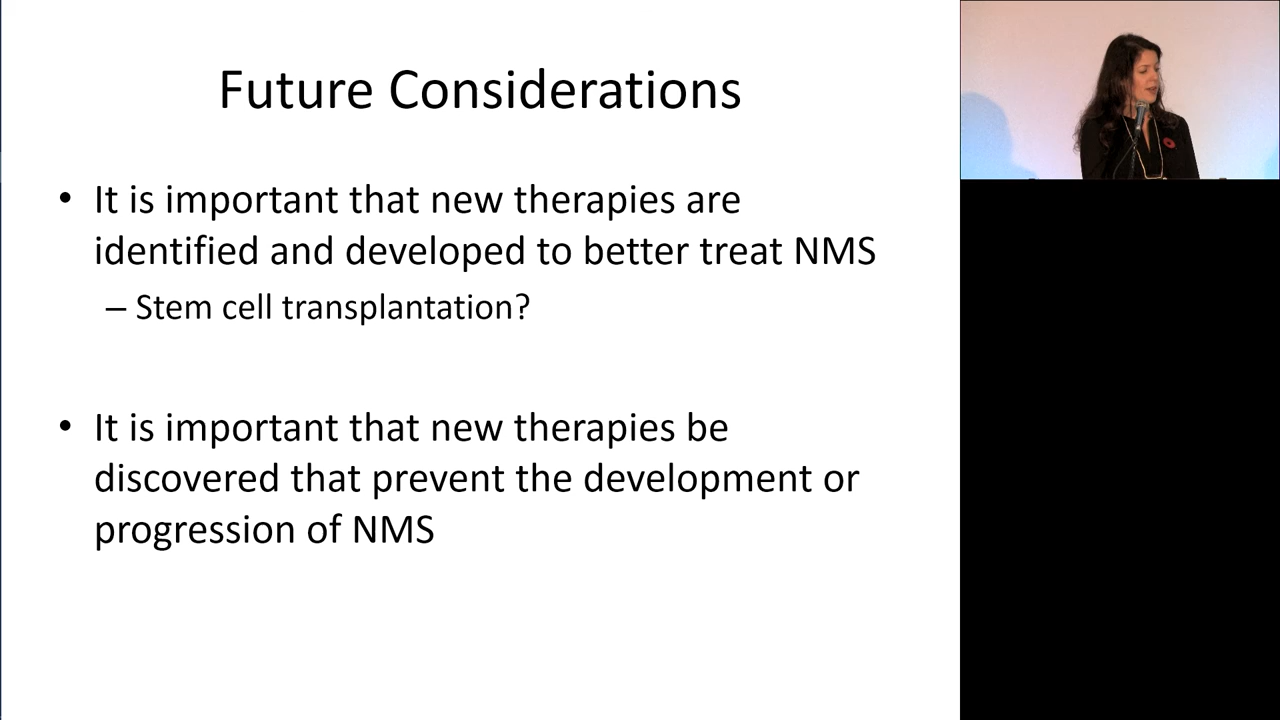 Future Considerations
• It is important that new therapies are
identified and developed to better treat NMS
– Stem cell transplantation?
• It is important that new therapies be
discovered that prevent the development or
progression of NMS